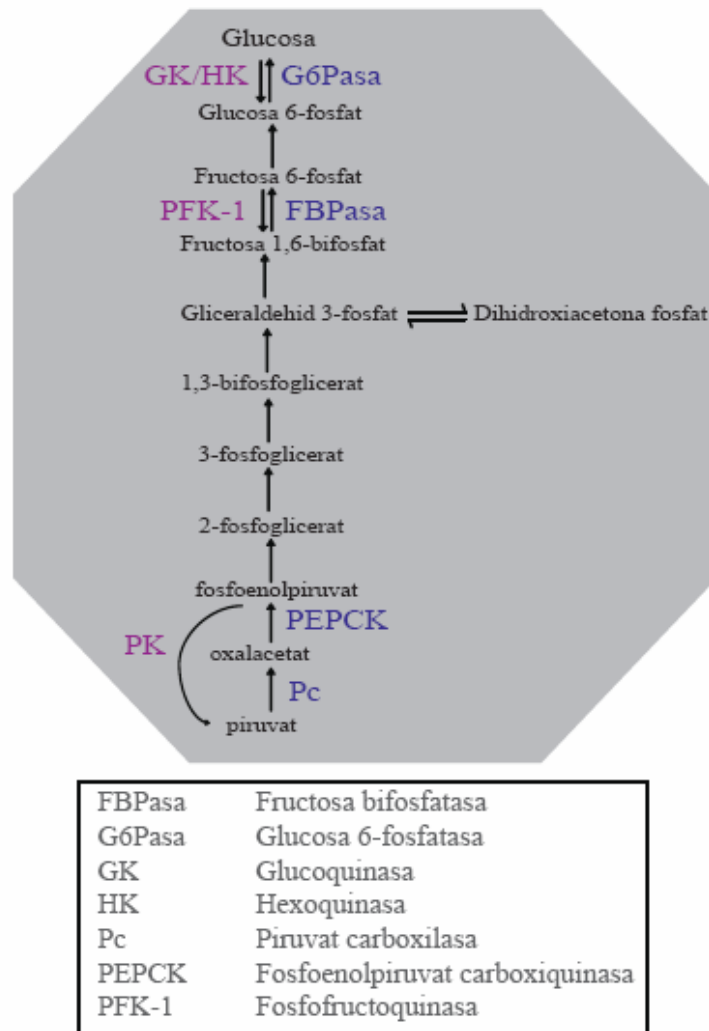 Glucosa
GK/HK G6Pasa
Glucosa 6-fosfat
Fructosa 6-fosfat
PFK-1 FBPasa
Fructosa 1,6-bifosfat
Gliceraldehid 3-fosfat Dihidroxiacetona fosfat
1,3-bifosfoglicerat
3-fosfoglicerat
2-fosfoglicerat
fosfoenolpiruvat
PEPCK
PK
oxalacetat
Pc
piruvat
FBPasa Fructosa bifosfatasa
G6Pasa Glucosa 6-fosfatasa
GK Glucoquinasa
HK Hexoquinasa
Pc Piruvat carboxilasa
PEPCK Fosfoenolpiruvat carboxiquinasa
PFK-1 Fosfofructoquinasa